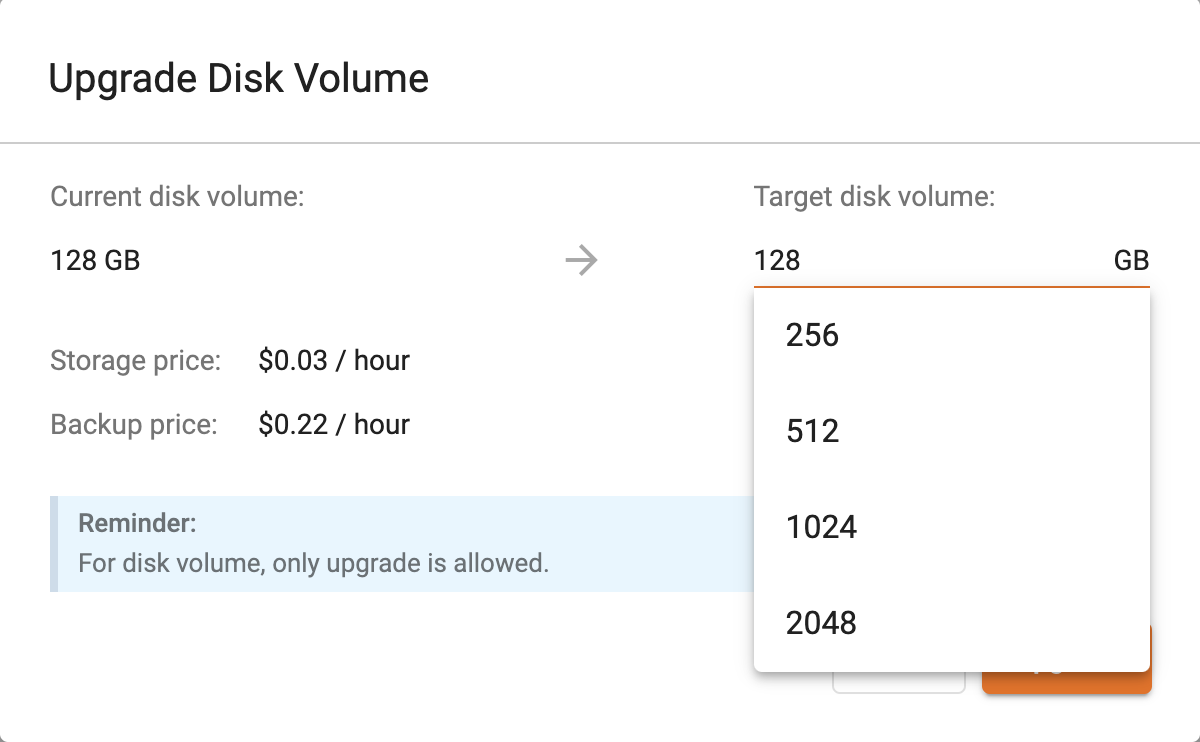 Upgrade Disk Volume
Current disk volume:
Target disk volume:
128 GB
128
GB
Storage price:
$0.03 / hour
Backup price:
$0.22 / hour
256
512
1024
2048
Reminder:
For disk volume, only upgrade is allowed.